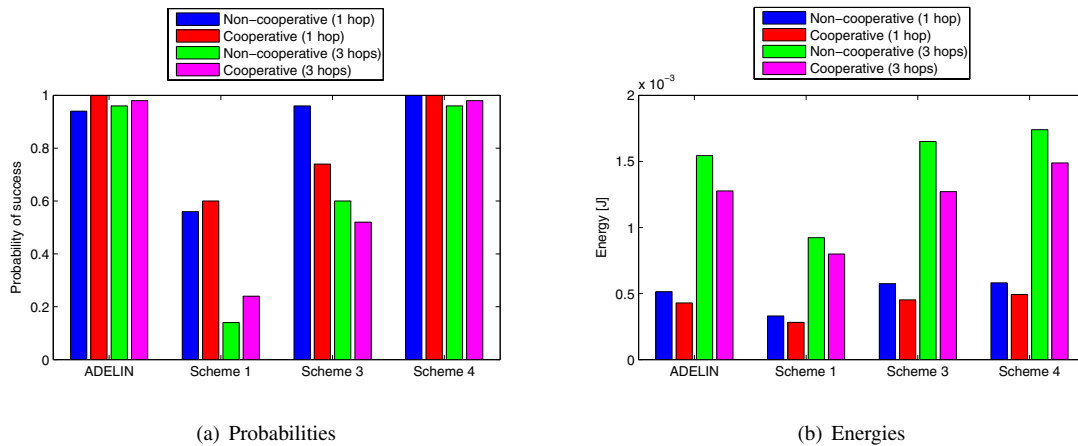 Non-cooperative (1 hop)
Cooperative (1 hop)
Non-cooperative (3 hops)
Cooperative (3 hops)
1
0.8
0.6
0.4
0.2
0
Probability of success
ADELIN
Scheme 1
Scheme 3
Scheme 4
(a) Probabilities
Non-cooperative (1 hop)
Cooperative (1 hop)
Non-cooperative (3 hops)
Cooperative (3 hops)
x 10^-3
2
1.5
1
0.5
0
Energy [J]
ADELIN
Scheme 1
Scheme 3
Scheme 4
(b) Energies